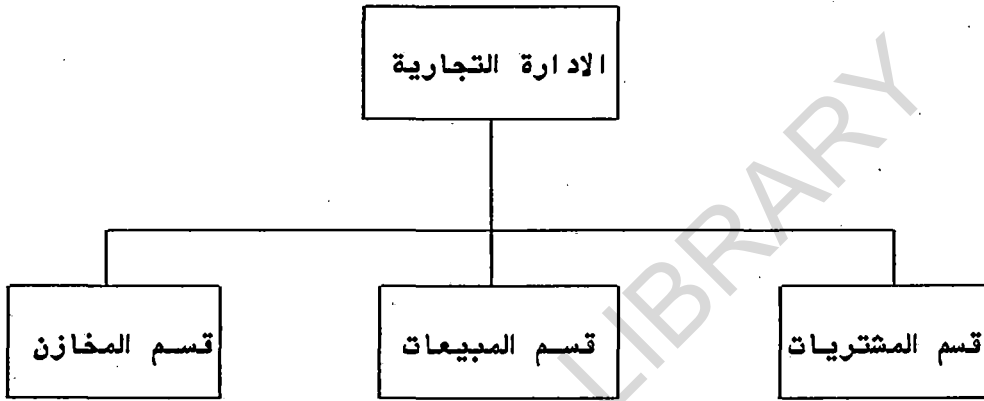 الادارة التجارية
قسم المشتريات
قسم المبيعات
قسم المخازن
LIBRARY